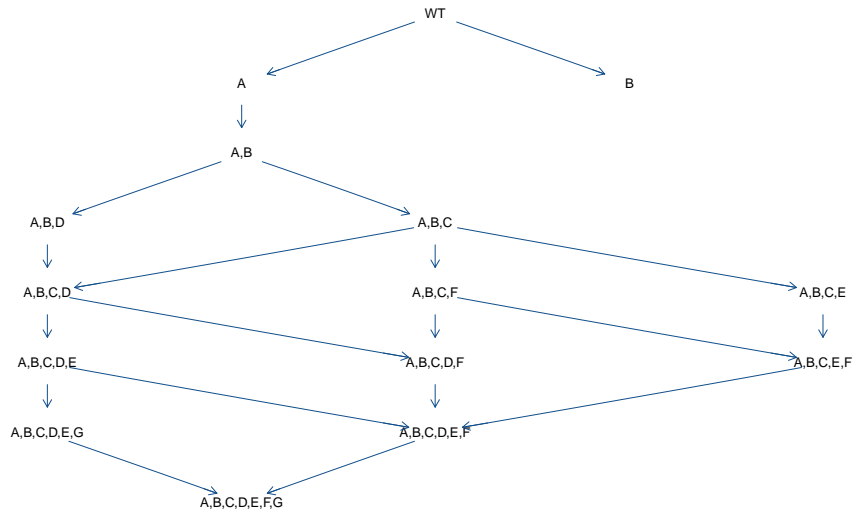 WT
A
B
A,B
A,B,D
A,B,C
A,B,C,D
A,B,C,F
A,B,C,E
A,B,C,D,E
A,B,C,D,F
A,B,C,E,F
A,B,C,D,E,G
A,B,C,D,E,F
A,B,C,D,E,F,G